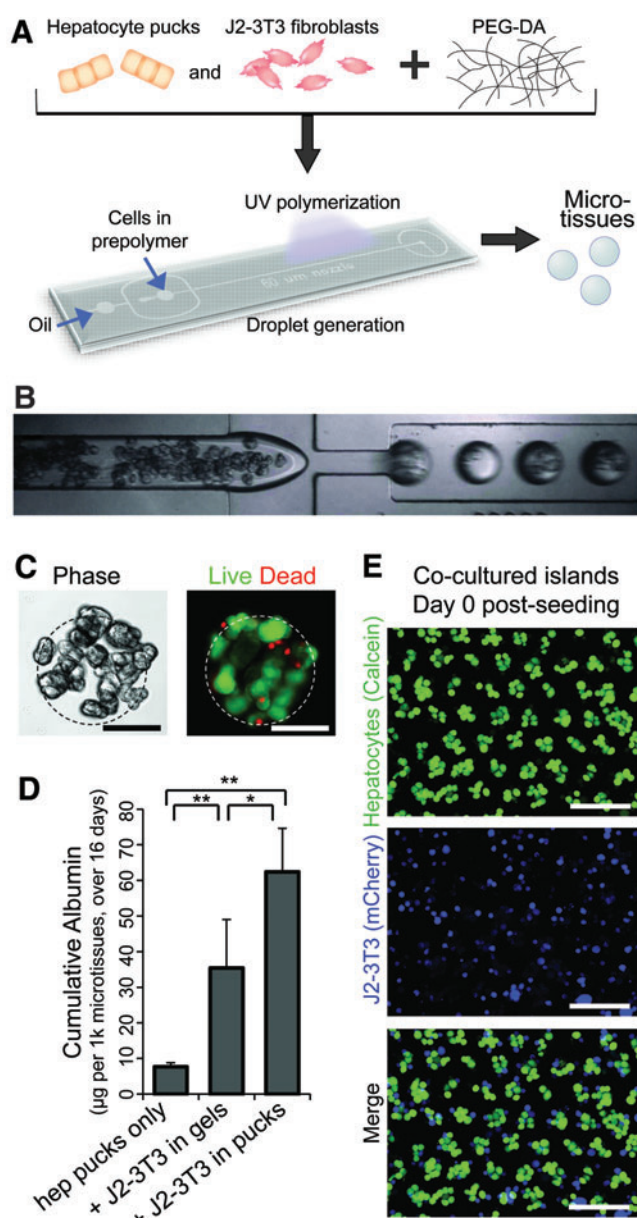 A
Hepatocyte pucks
and
J2-3T3 fibroblasts
+
PEG-DA
UV polymerization
Cells in
prepolymer
Oil
60 um nozzle
Droplet generation
Micro-
tissues
B
C
Phase
Live Dead
D
Cumulative Albumin
(µg per 1k microtissues, over 16 days)
80
70
60
50
40
30
20
10
0
**
** *
hep pucks only
+ J2-3T3 in gels
+ J2-3T3 in pucks
E
Co-cultured islands
Day 0 post-seeding
Hepatocytes (Calcein)
J2-3T3 (mCherry)
Merge